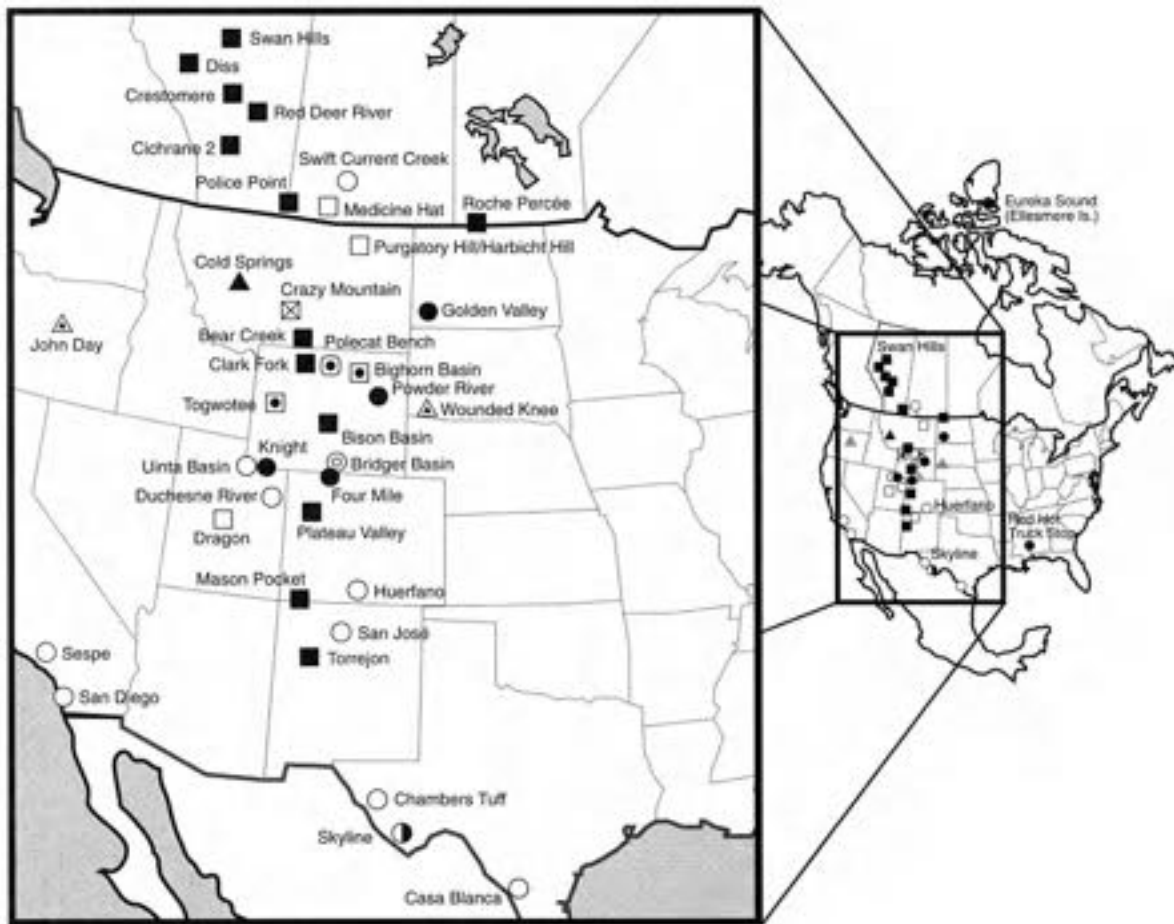 Swan Hills
Diss
Crestomere
Red Deer River
Cichrane 2
Swift Current Creek
Police Point
Medicine Hat
Roche Percée
Purgatory Hill/Harbicht Hill
Cold Springs
Crazy Mountain
Golden Valley
John Day
Bear Creek
Polecat Bench
Clark Fork
Bighorn Basin
Powder River
Togwotee
Wounded Knee
Bison Basin
Knight
Uinta Basin
Bridger Basin
Duchesne River
Four Mile
Dragon
Plateau Valley
Mason Pocket
Huerfano
San José
Sespe
Torrejon
San Diego
Chambers Tuff
Skyline
Casa Blanca
Eureka Sound
(Ellesmere Is.)
Swan Hills
Huerfano
Red Hot
Truck Stop
Skyline